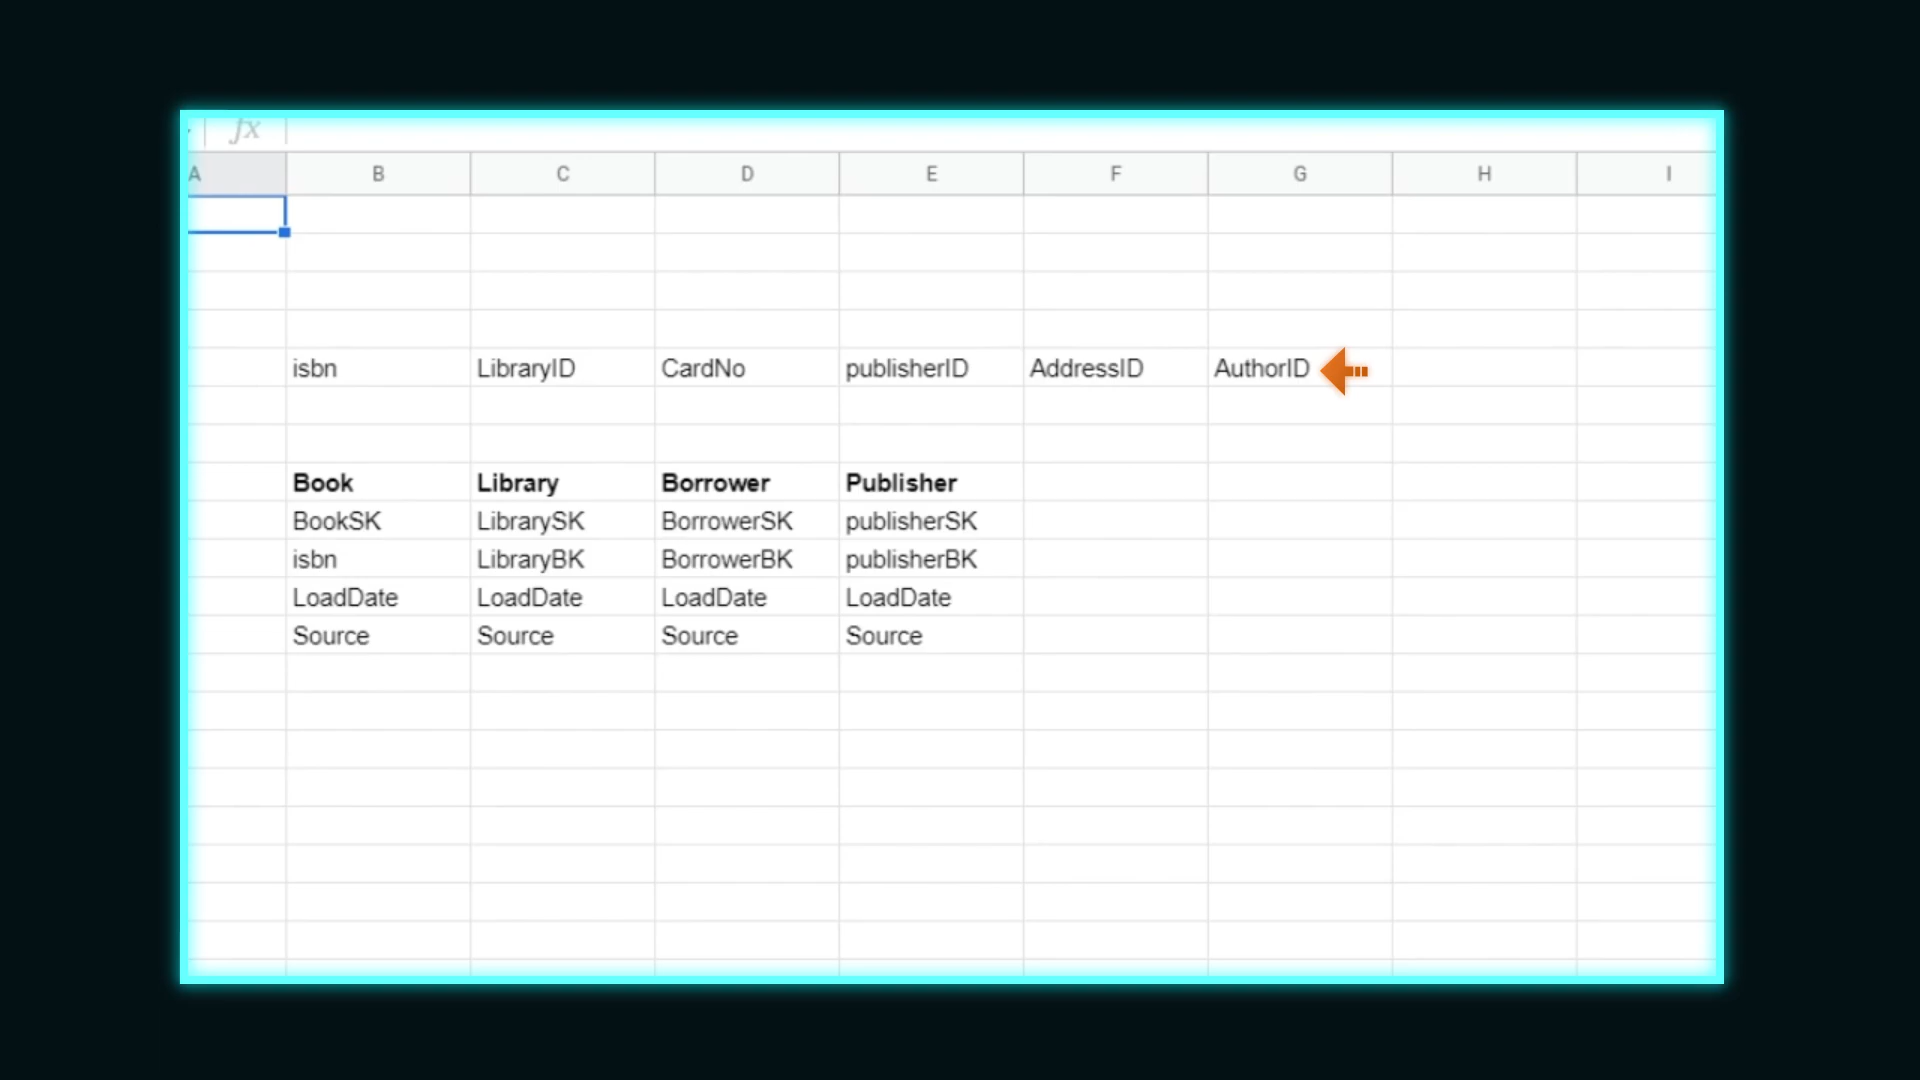 fx
A B C D E F G H I
isbn LibraryID CardNo publisherID AddressID AuthorID
Book Library Borrower Publisher
BookSK LibrarySK BorrowerSK publisherSK
isbn LibraryBK BorrowerBK publisherBK
LoadDate LoadDate LoadDate LoadDate
Source Source Source Source